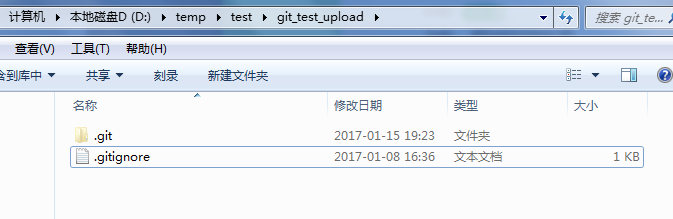 计算机 ▸ 本地磁盘D (D:) ▸ temp ▸ test ▸ git_test_upload ▸ 搜索 git_te...
查看(V) 工具(T) 帮助(H)
含到库中 共享 刻录 新建文件夹
名称 修改日期 类型 大小
.git 2017-01-15 19:23 文件夹
.gitignore 2017-01-08 16:36 文本文档 1 KB